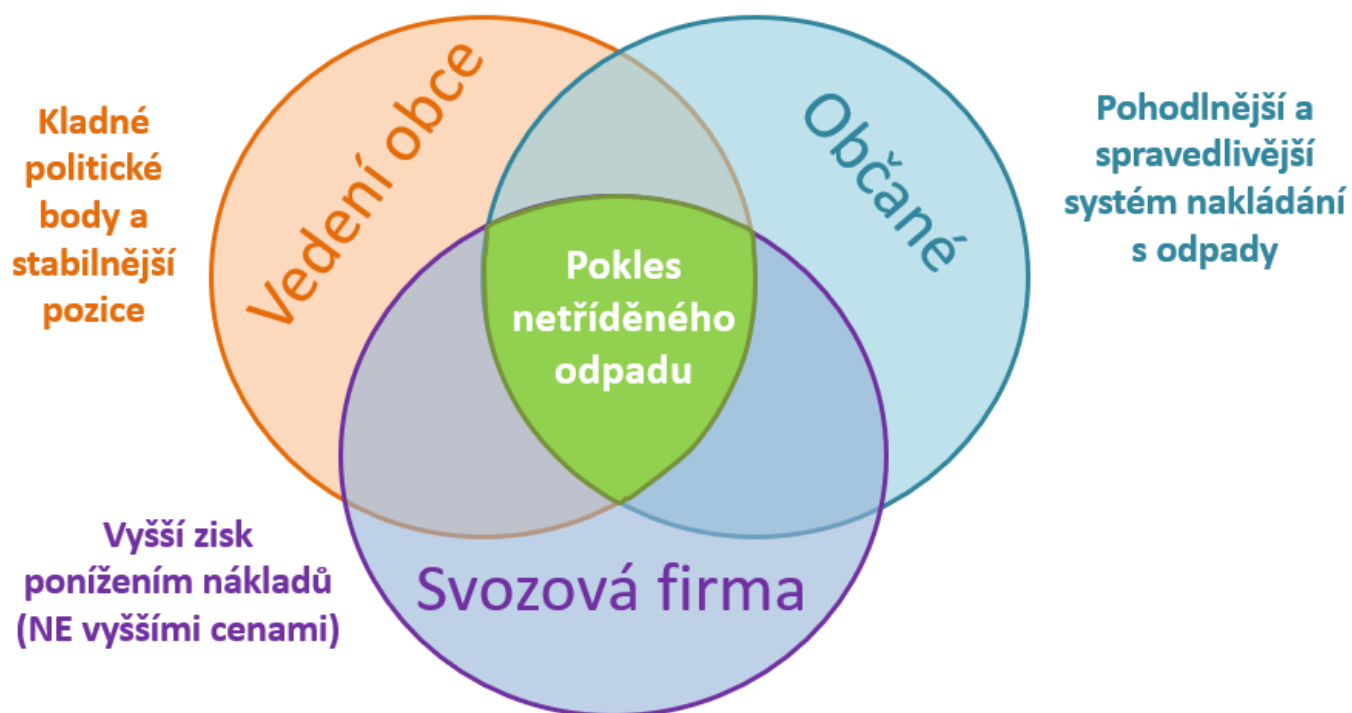 Kladné
politické
body a
stabilnější
pozice
Vedení obce
Občané
Pohodlnější a
spravedlivější
systém nakládání
s odpady
Pokles
netříděného
odpadu
Vyšší zisk
ponížením nákladů
(NE vyššími cenami)
Svozová firma